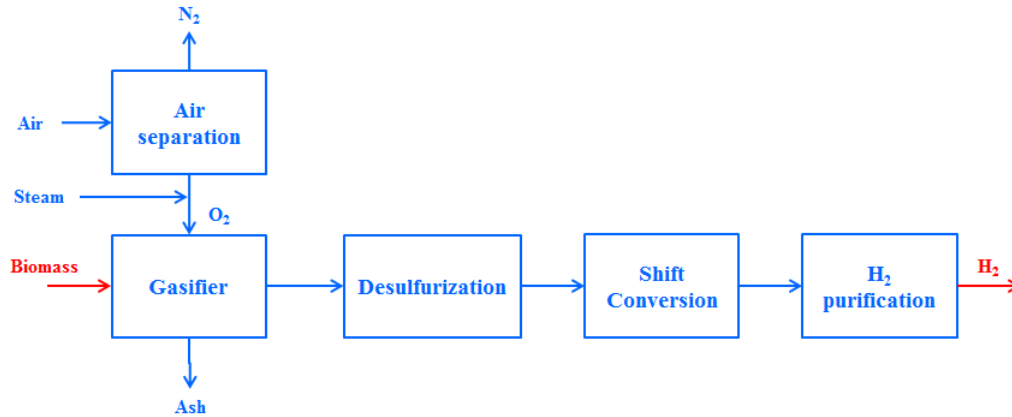 N₂
Air
Air
separation
Steam
O₂
Biomass
Gasifier
Desulfurization
Shift
Conversion
H₂
purification
H₂
Ash